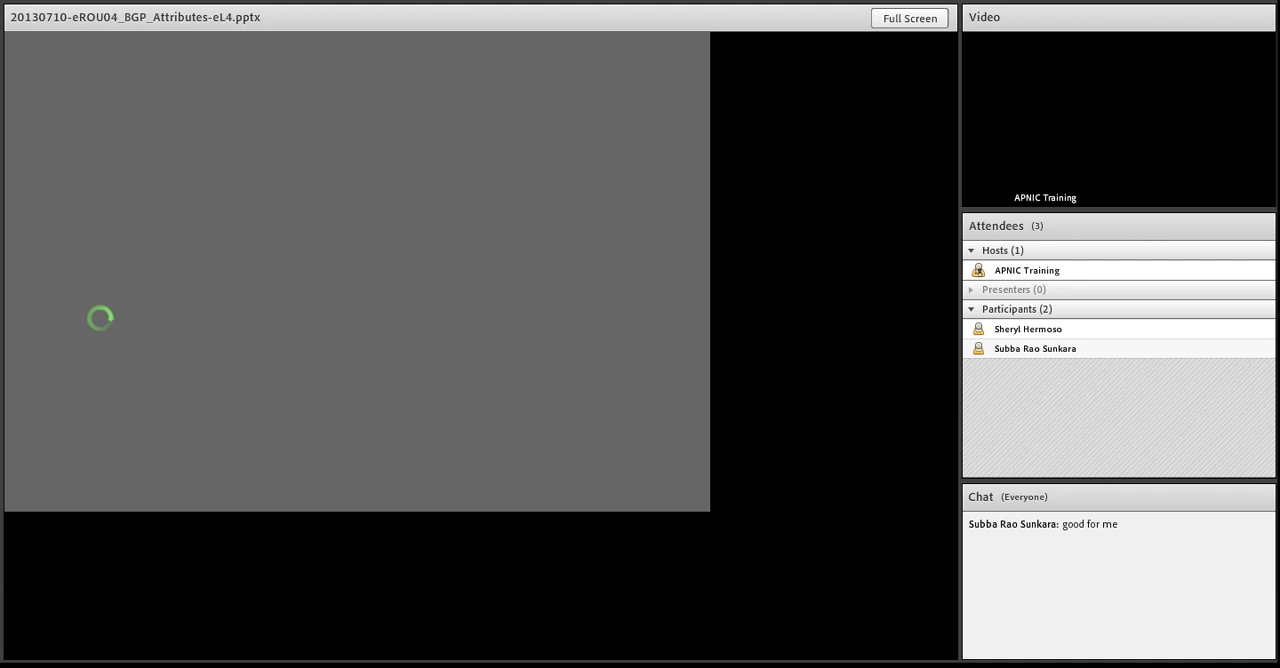 20130710-eROU04_BGP_Attributes-eL4.pptx
Full Screen
Video
APNIC Training
Attendees (3)
Hosts (1)
APNIC Training
Presenters (0)
Participants (2)
Sheryl Hermoso
Subba Rao Sunkara
Chat (Everyone)
Subba Rao Sunkara: good for me